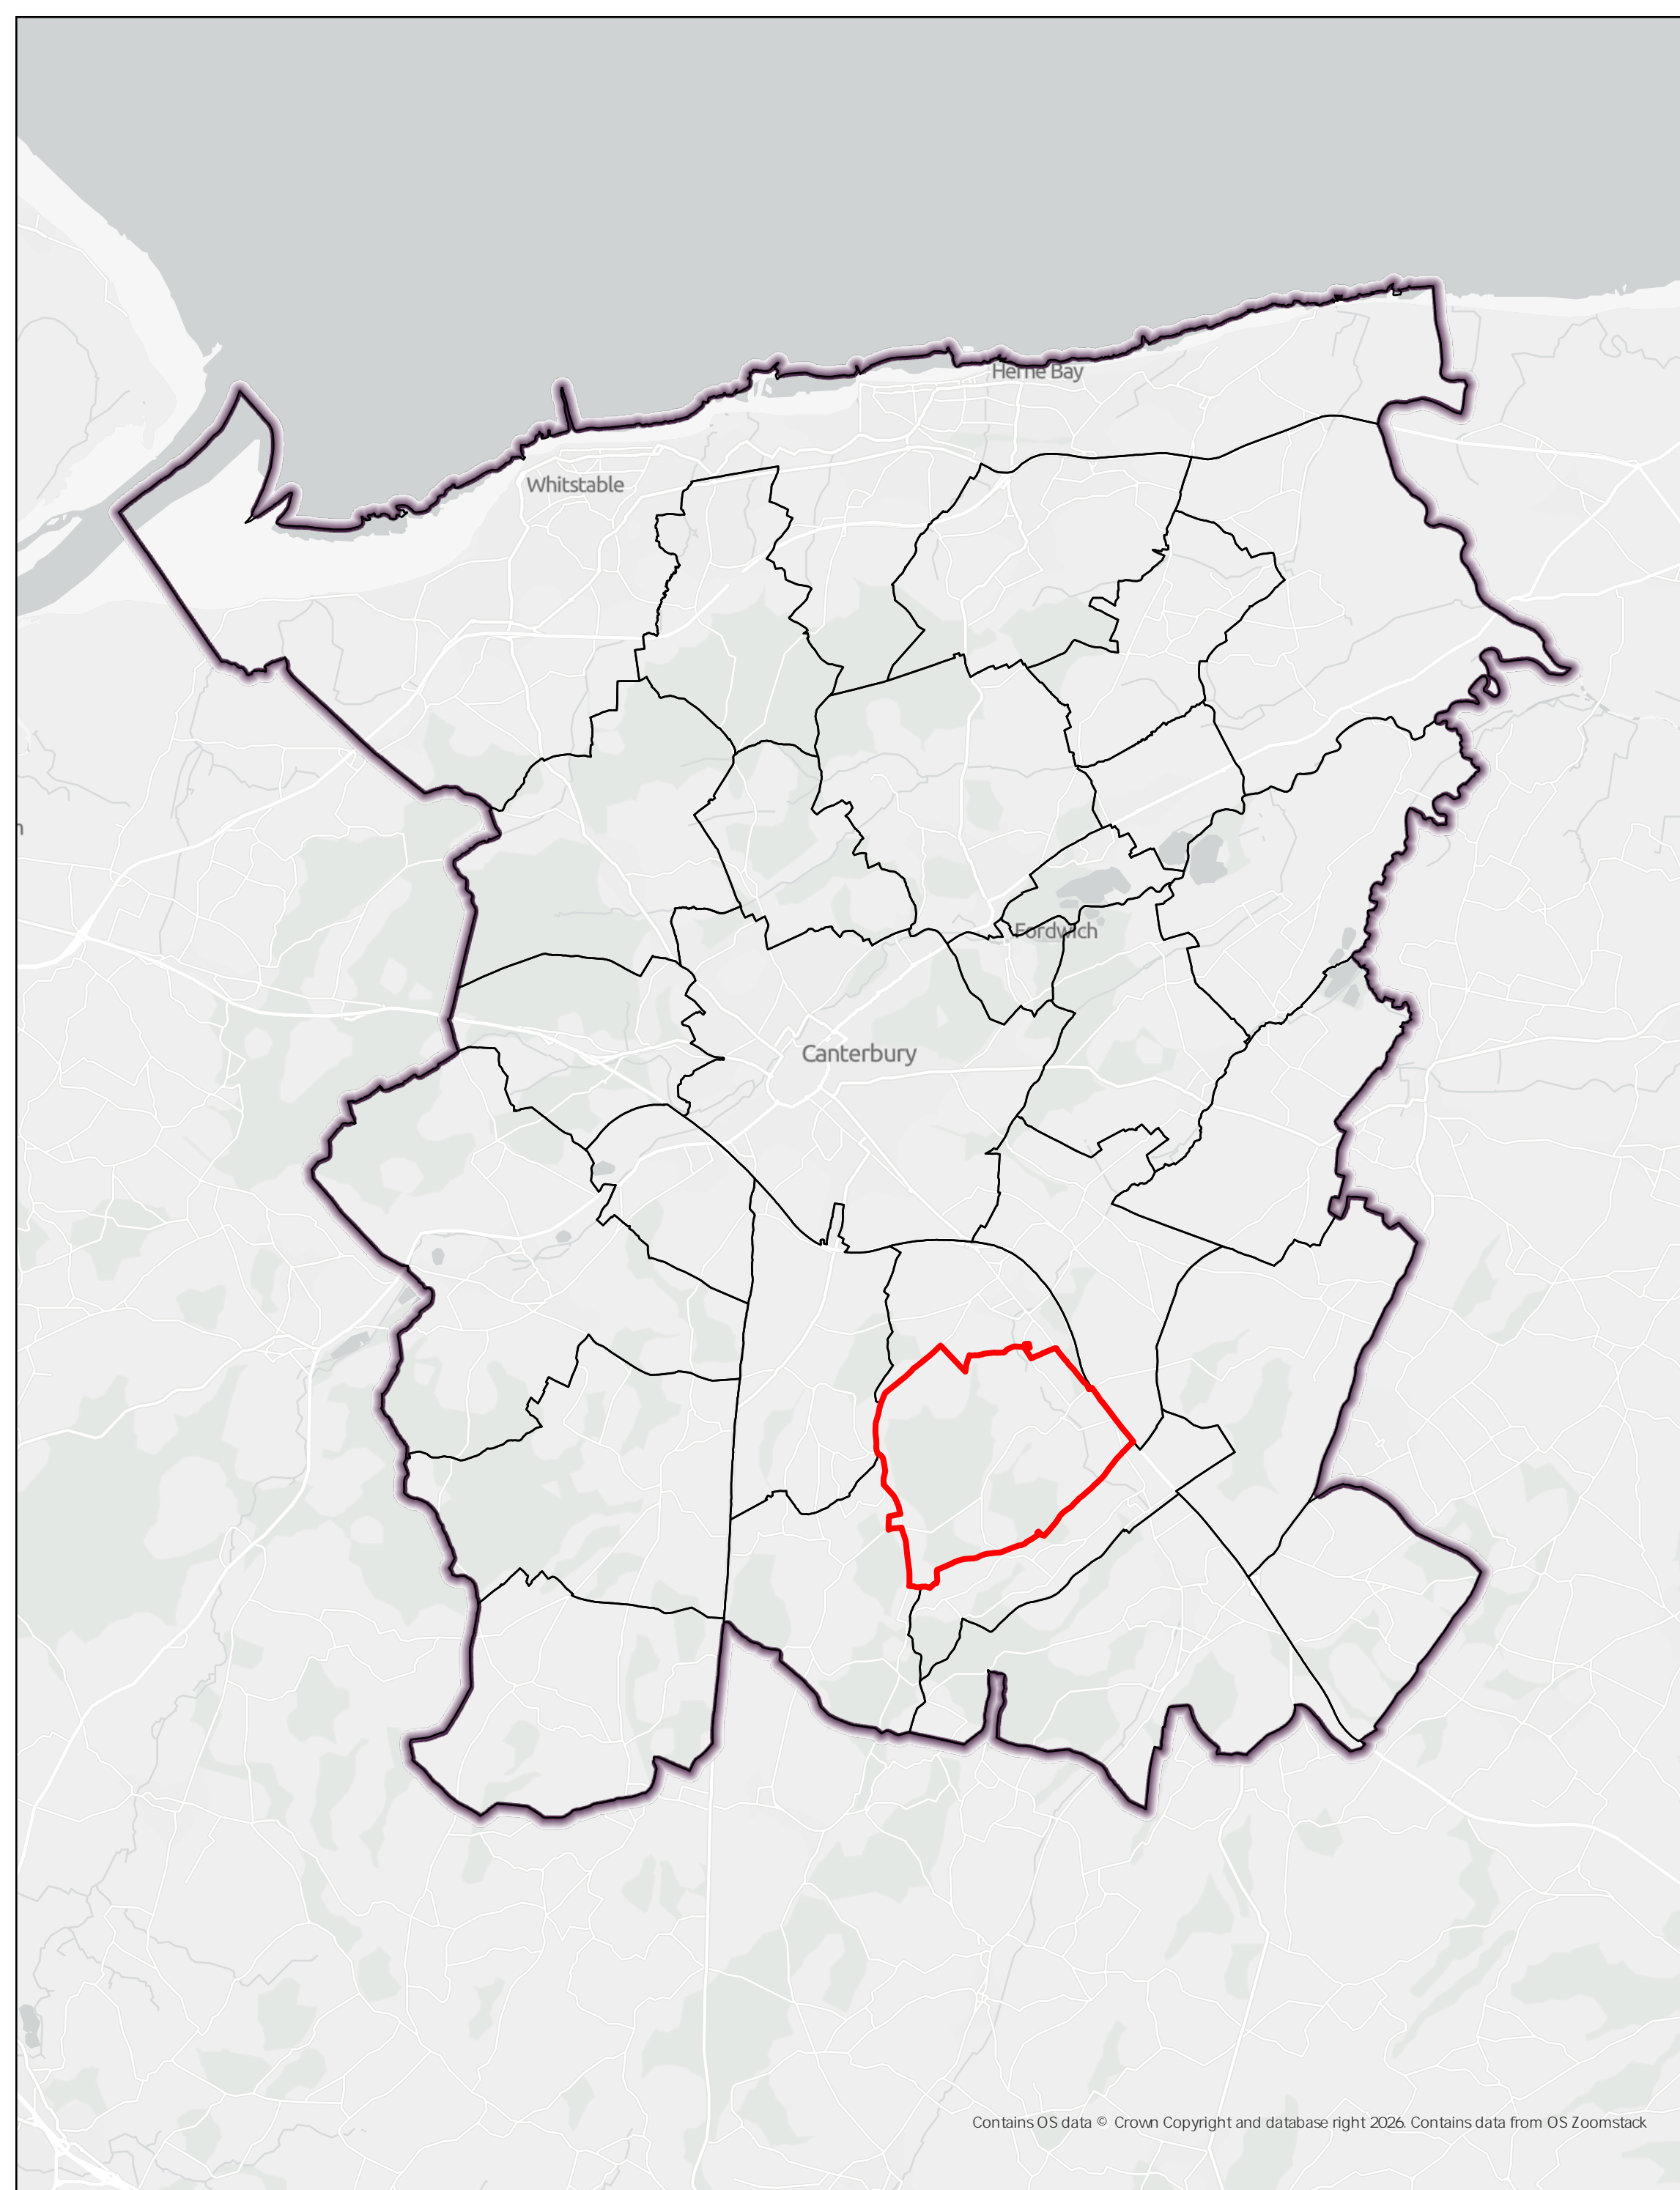 Herne Bay
Whitstable
Fordwich
Canterbury
Contains OS data © Crown Copyright and database right 2026. Contains data from OS Zoomstack